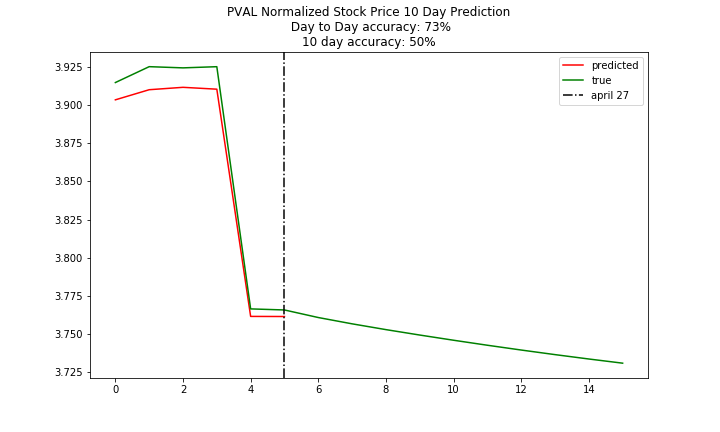 PVAL Normalized Stock Price 10 Day Prediction
Day to Day accuracy: 73%
10 day accuracy: 50%
predicted
true
april 27
3.925
3.900
3.875
3.850
3.825
3.800
3.775
3.750
3.725
0 2 4 6 8 10 12 14